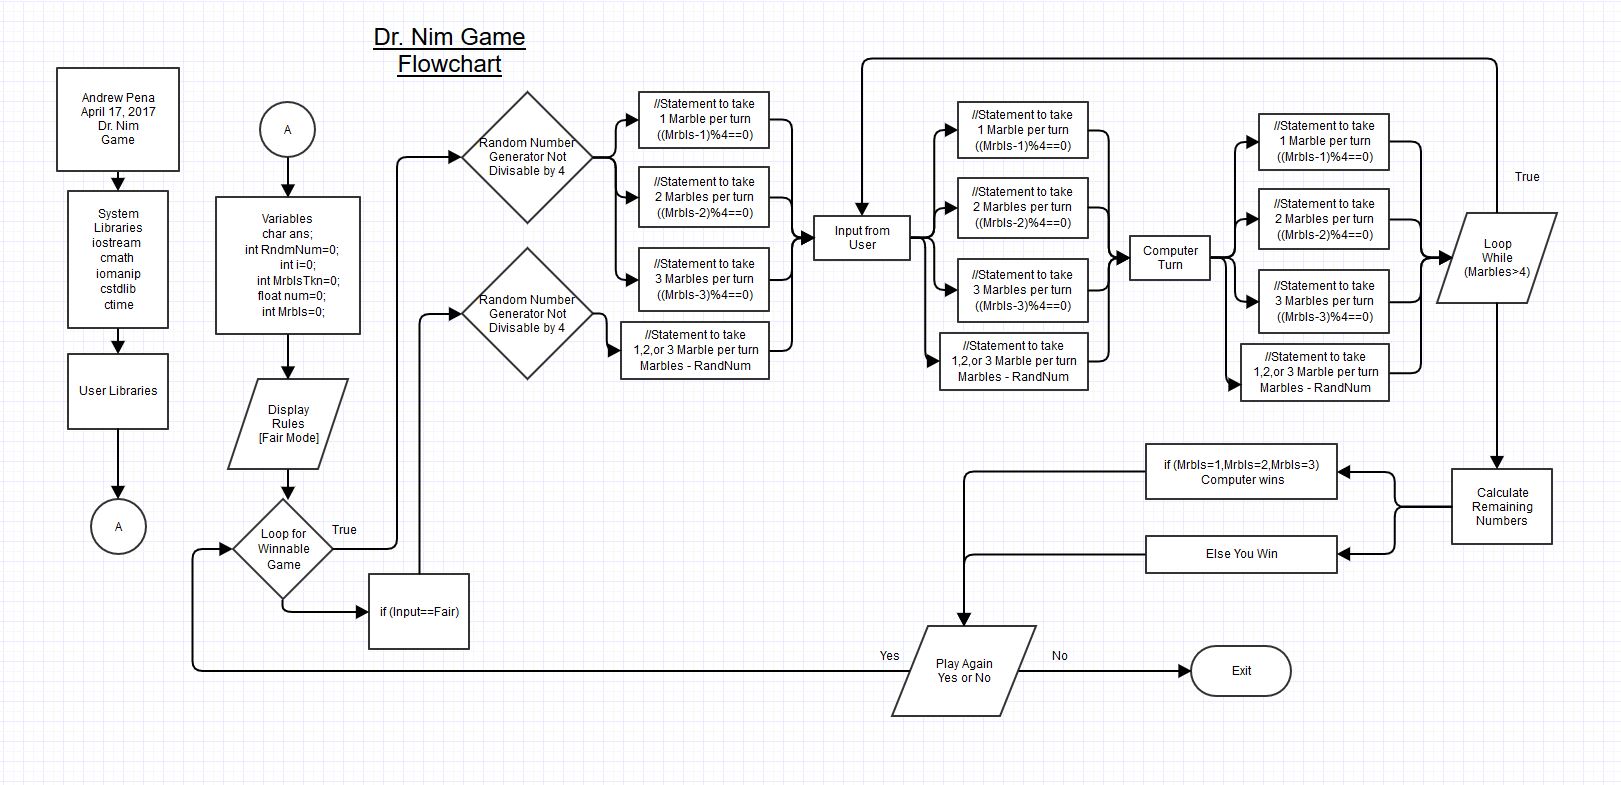 Dr. Nim Game
Flowchart
Andrew Pena
April 17, 2017
Dr. Nim
Game
System
Libraries
iostream
cmath
iomanip
cstdlib
ctime
User Libraries
A
A
Variables
char ans;
int RndmNum=0;
int i=0;
int MrblsTkn=0;
float num=0;
int Mrbls=0;
Display
Rules
[Fair Mode]
Loop for
Winnable
Game
True
if (Input==Fair)
Random Number
Generator Not
Divisable by 4
Random Number
Generator Not
Divisable by 4
//Statement to take
1 Marble per turn
((Mrbls-1)%4==0)
//Statement to take
2 Marbles per turn
((Mrbls-2)%4==0)
//Statement to take
3 Marbles per turn
((Mrbls-3)%4==0)
//Statement to take
1,2,or 3 Marble per turn
Marbles - RandNum
Input from
User
//Statement to take
1 Marble per turn
((Mrbls-1)%4==0)
//Statement to take
2 Marbles per turn
((Mrbls-2)%4==0)
//Statement to take
3 Marbles per turn
((Mrbls-3)%4==0)
//Statement to take
1,2,or 3 Marble per turn
Marbles - RandNum
Computer
Turn
//Statement to take
1 Marble per turn
((Mrbls-1)%4==0)
//Statement to take
2 Marbles per turn
((Mrbls-2)%4==0)
//Statement to take
3 Marbles per turn
((Mrbls-3)%4==0)
//Statement to take
1,2,or 3 Marble per turn
Marbles - RandNum
True
Loop
While
(Marbles>4)
Calculate
Remaining
Numbers
if (Mrbls=1,Mrbls=2,Mrbls=3)
Computer wins
Else You Win
Yes
Play Again
Yes or No
No
Exit